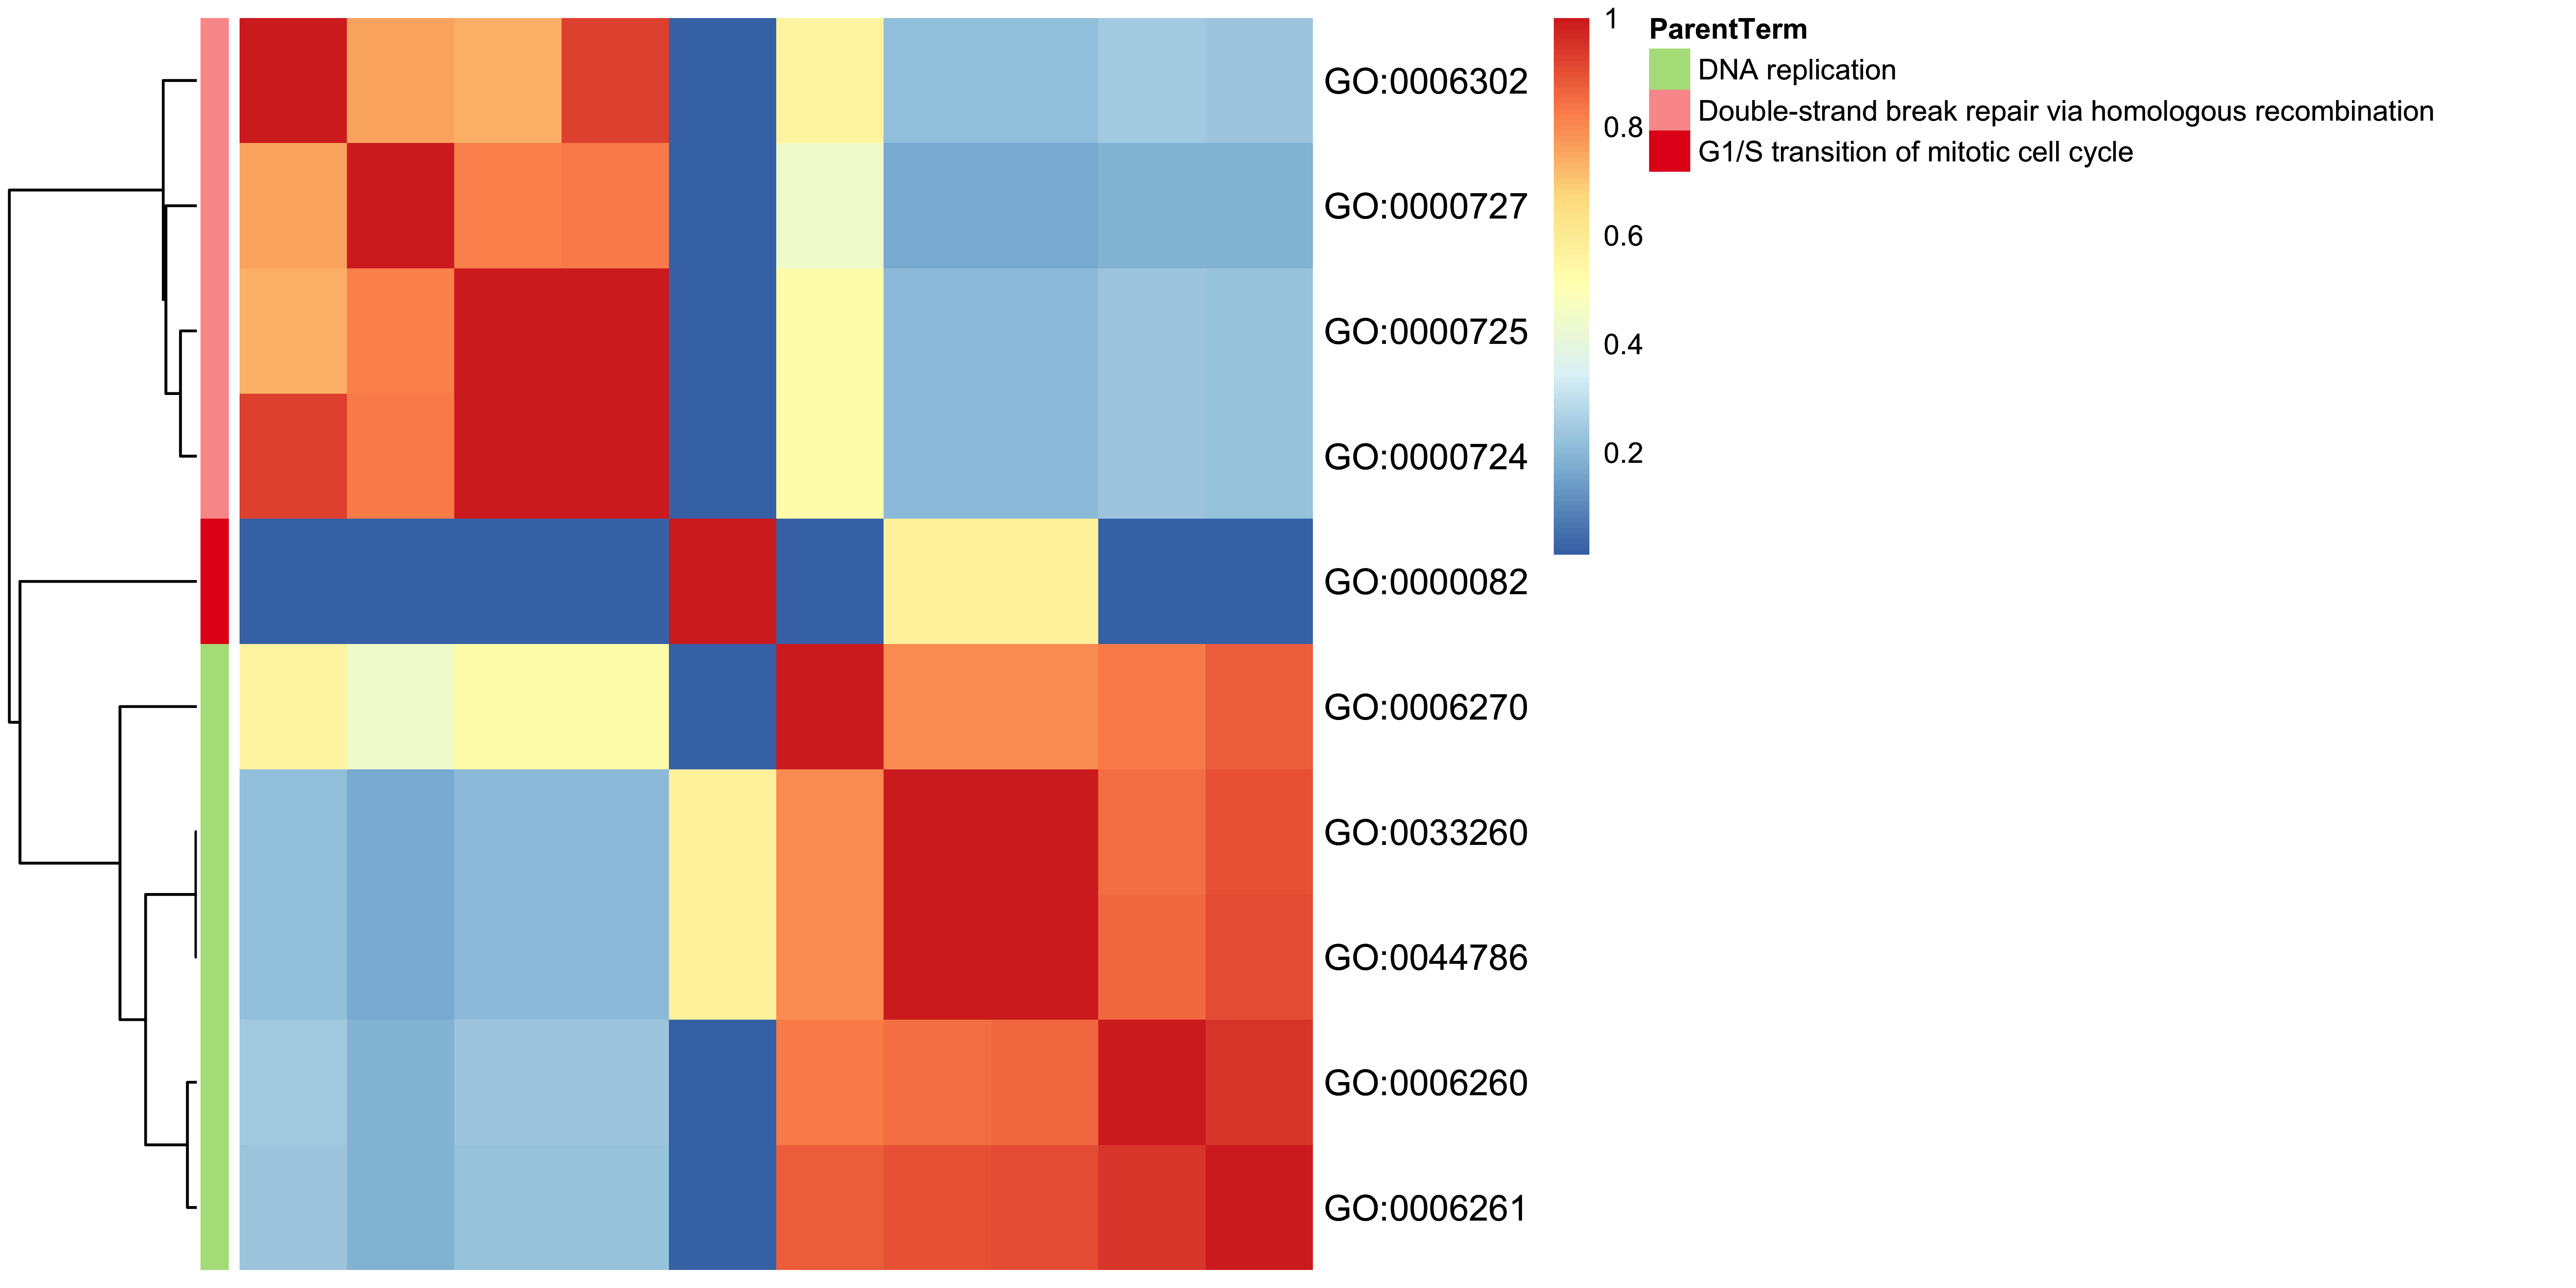 GO:0006302
GO:0000727
GO:0000725
GO:0000724
GO:0000082
GO:0006270
GO:0033260
GO:0044786
GO:0006260
GO:0006261
1
0.8
0.6
0.4
0.2
ParentTerm
DNA replication
Double-strand break repair via homologous recombination
G1/S transition of mitotic cell cycle